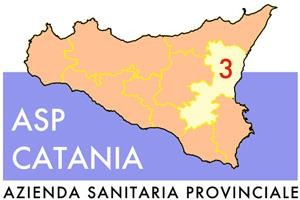 3
ASP
CATANIA
AZIENDA SANITARIA PROVINCIALE